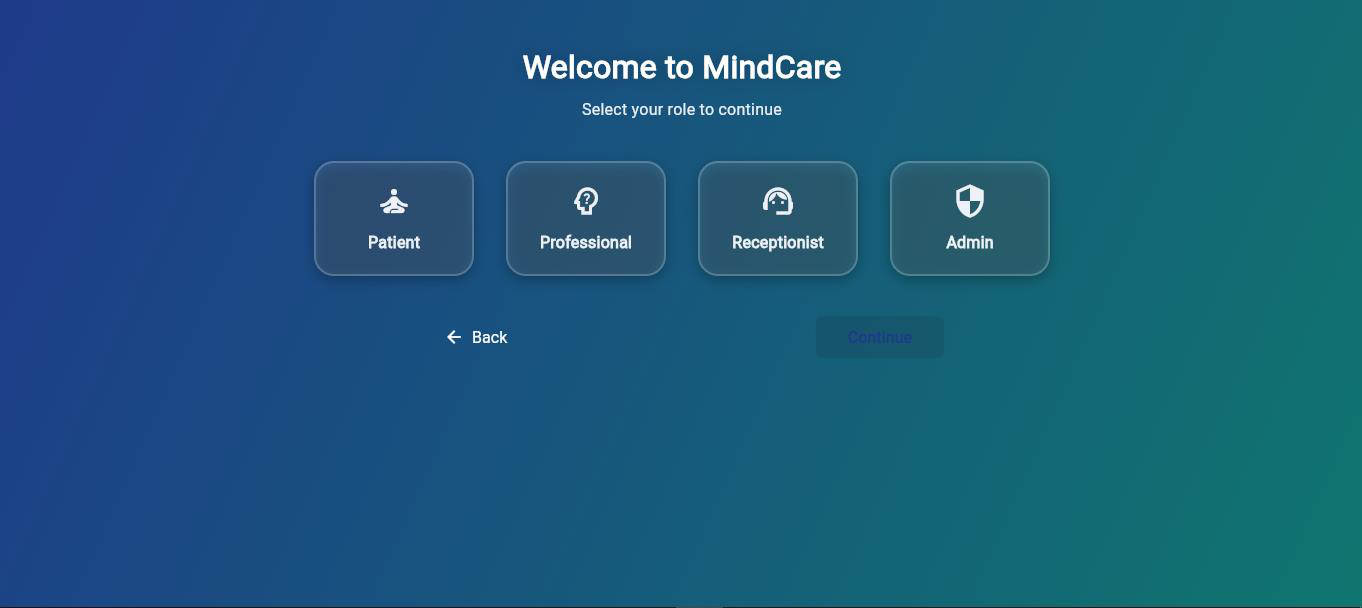 Welcome to MindCare
Select your role to continue
Patient
Professional
Receptionist
Admin
Back
Continue